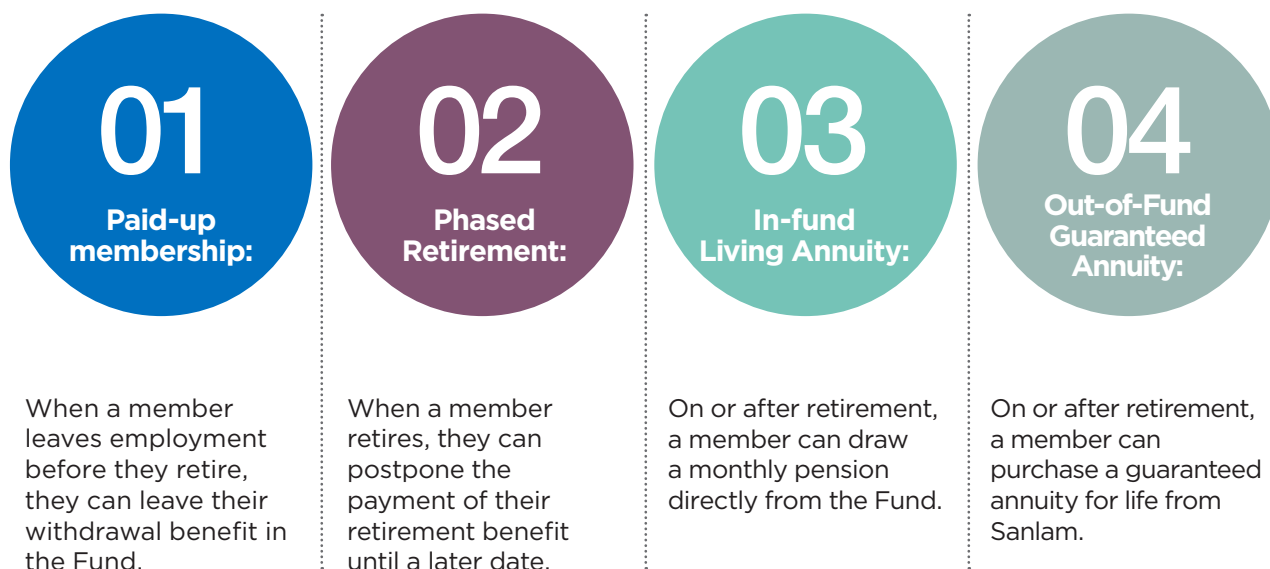 01
Paid-up
membership:
When a member
leaves employment
before they retire,
they can leave their
withdrawal benefit in
the Fund.
02
Phased
Retirement:
When a member
retires, they can
postpone the
payment of their
retirement benefit
until a later date.
03
In-fund
Living Annuity:
On or after retirement,
a member can draw
a monthly pension
directly from the Fund.
04
Out-of-Fund
Guaranteed
Annuity:
On or after retirement,
a member can
purchase a guaranteed
annuity for life from
Sanlam.